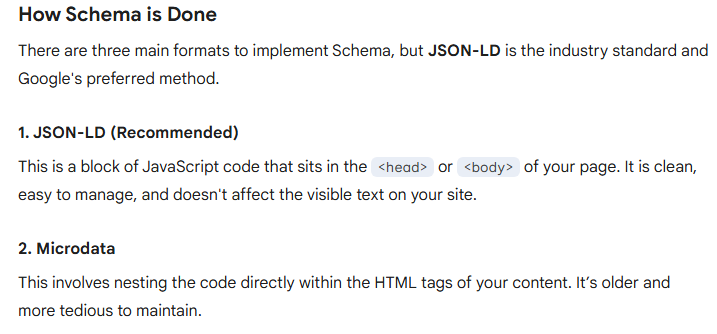 How Schema is Done
There are three main formats to implement Schema, but JSON-LD is the industry standard and
Google's preferred method.
1. JSON-LD (Recommended)
This is a block of JavaScript code that sits in the <head> or <body> of your page. It is clean,
easy to manage, and doesn't affect the visible text on your site.
2. Microdata
This involves nesting the code directly within the HTML tags of your content. It’s older and
more tedious to maintain.